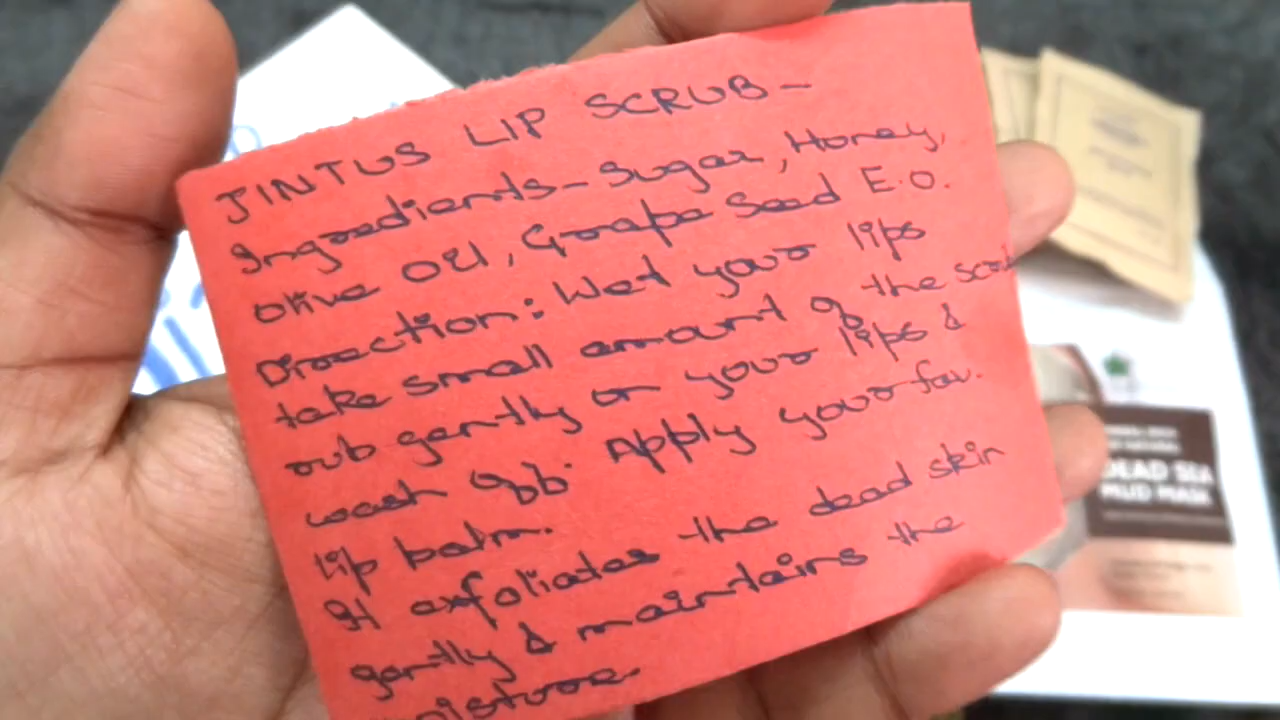 JINTUS LIP SCRUB-
Ingredients- Sugar, Honey,
Olive Oil, Grape Seed E.O.
Direction: Wet your lips
take small amount of the scrub
rub gently on your lips &
wash off. Apply your fav.
lip balm.
It exfoliates the dead skin
gently & maintains the
moisture.
DEAD SEA
MUD MASK